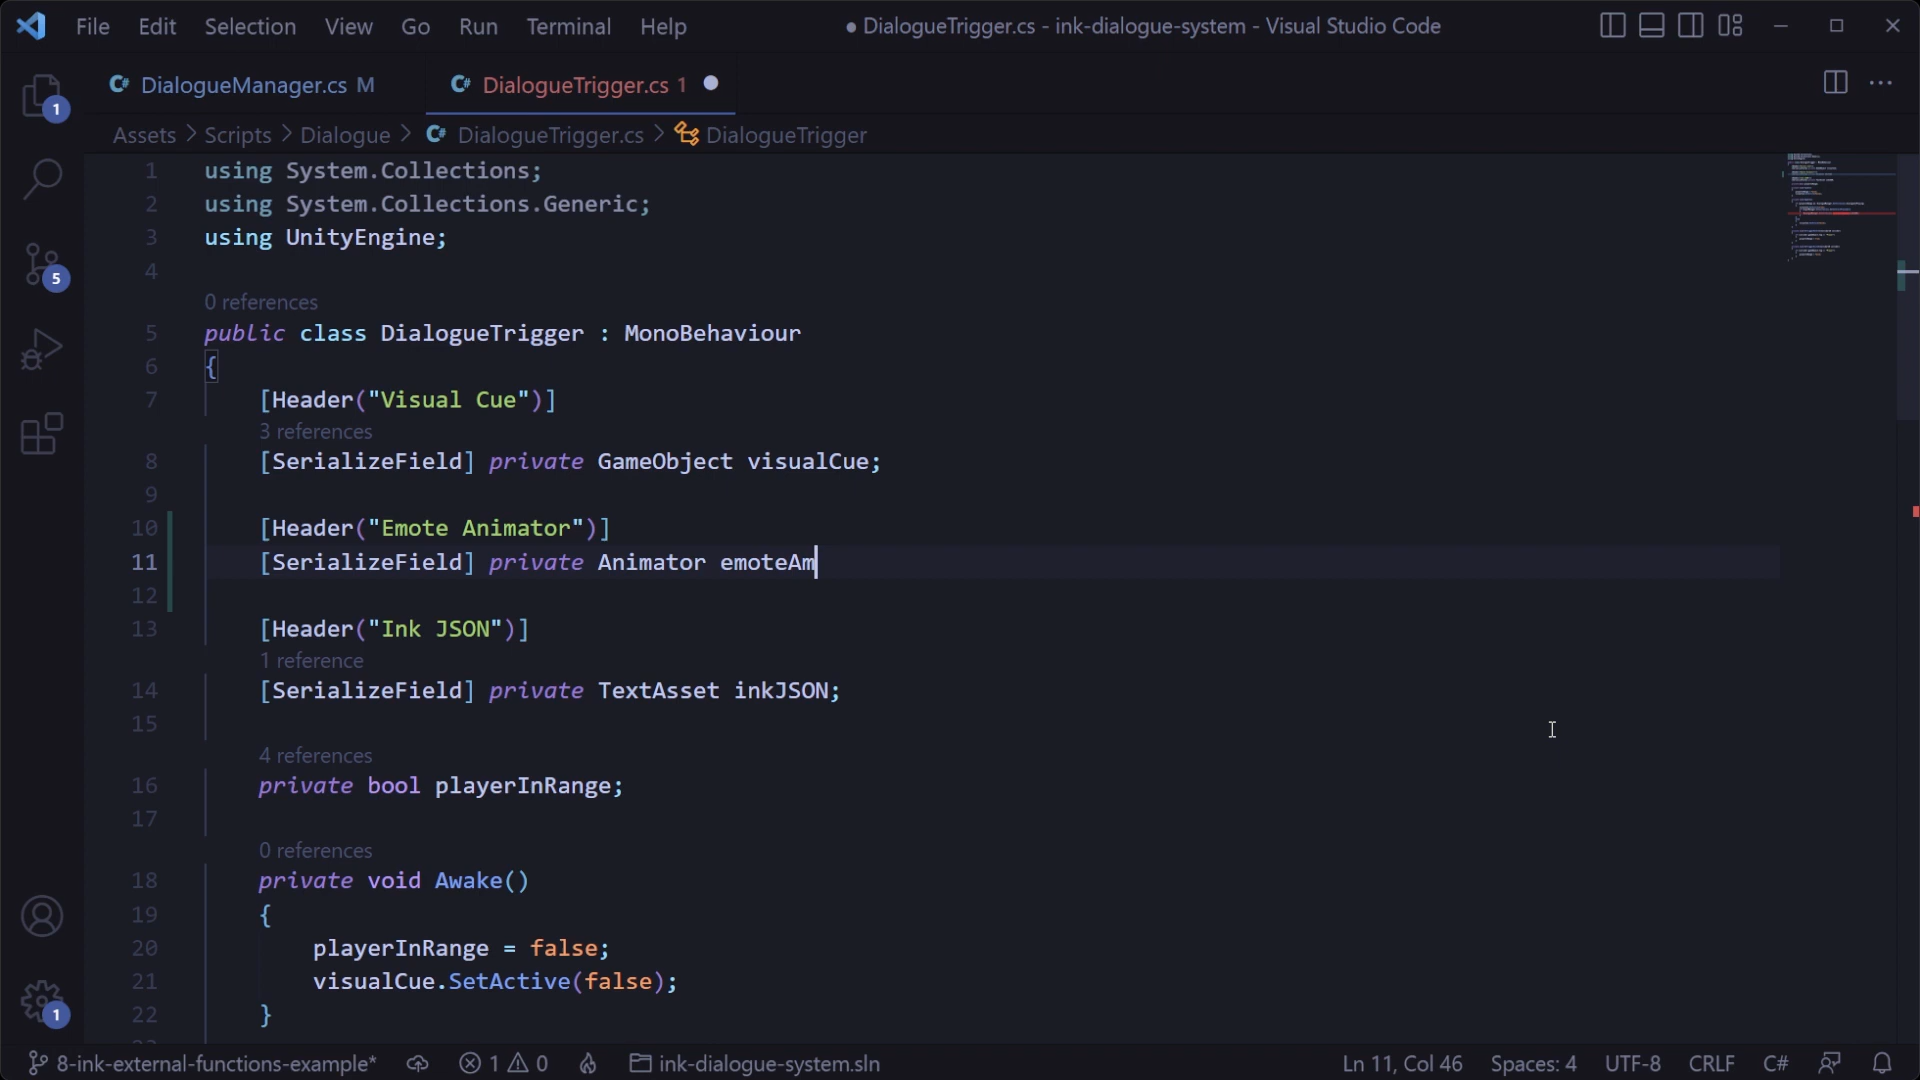 File Edit Selection View Go Run Terminal Help
● DialogueTrigger.cs - ink-dialogue-system - Visual Studio Code
DialogueManager.cs M
DialogueTrigger.cs 1
Assets > Scripts > Dialogue > DialogueTrigger.cs > DialogueTrigger
1 using System.Collections;
2 using System.Collections.Generic;
3 using UnityEngine;
4
0 references
5 public class DialogueTrigger : MonoBehaviour
6 {
7 [Header("Visual Cue")]
3 references
8 [SerializeField] private GameObject visualCue;
9
10 [Header("Emote Animator")]
11 [SerializeField] private Animator emoteAm
12
13 [Header("Ink JSON")]
1 reference
14 [SerializeField] private TextAsset inkJSON;
15
4 references
16 private bool playerInRange;
17
0 references
18 private void Awake()
19 {
20 playerInRange = false;
21 visualCue.SetActive(false);
22 }
1
5
1
8-ink-external-functions-example* 1 0 ink-dialogue-system.sln
Ln 11, Col 46 Spaces: 4 UTF-8 CRLF C#